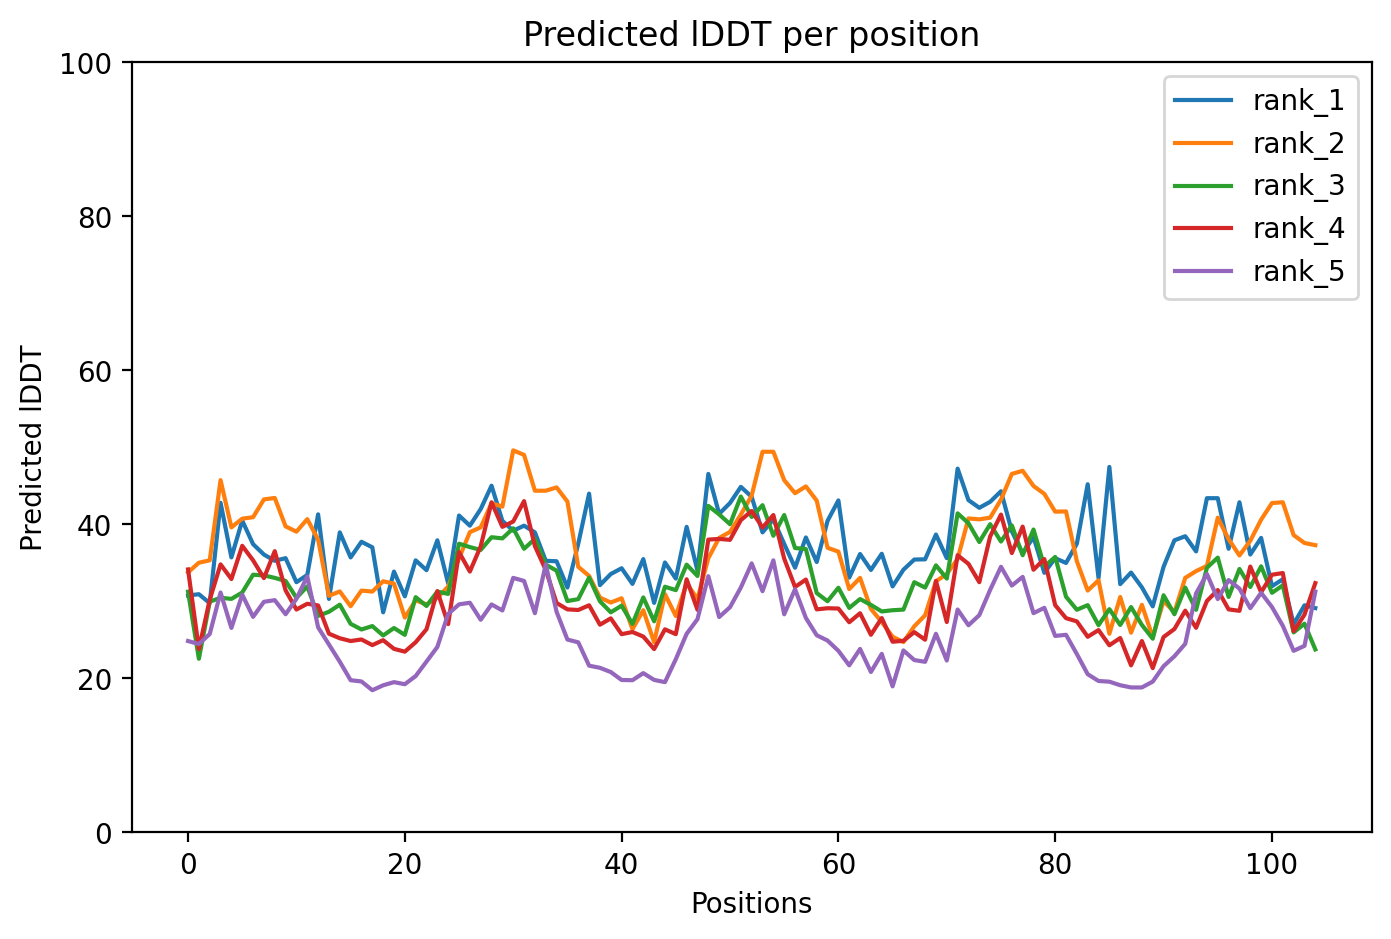 Predicted lDDT per position
100
80
60
40
20
0
Predicted lDDT
0 20 40 60 80 100
Positions
rank_1
rank_2
rank_3
rank_4
rank_5